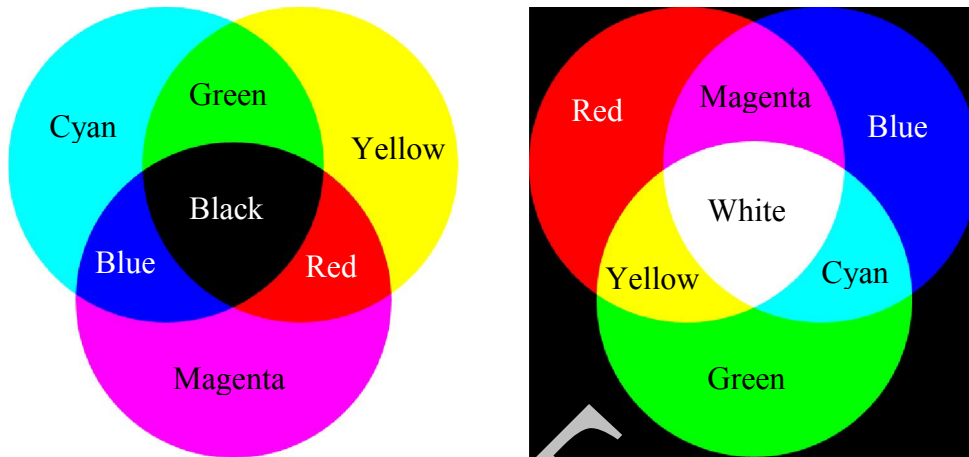 Green
Cyan
Yellow
Black
Blue
Red
Magenta
Magenta
Red
Blue
White
Yellow
Cyan
Green